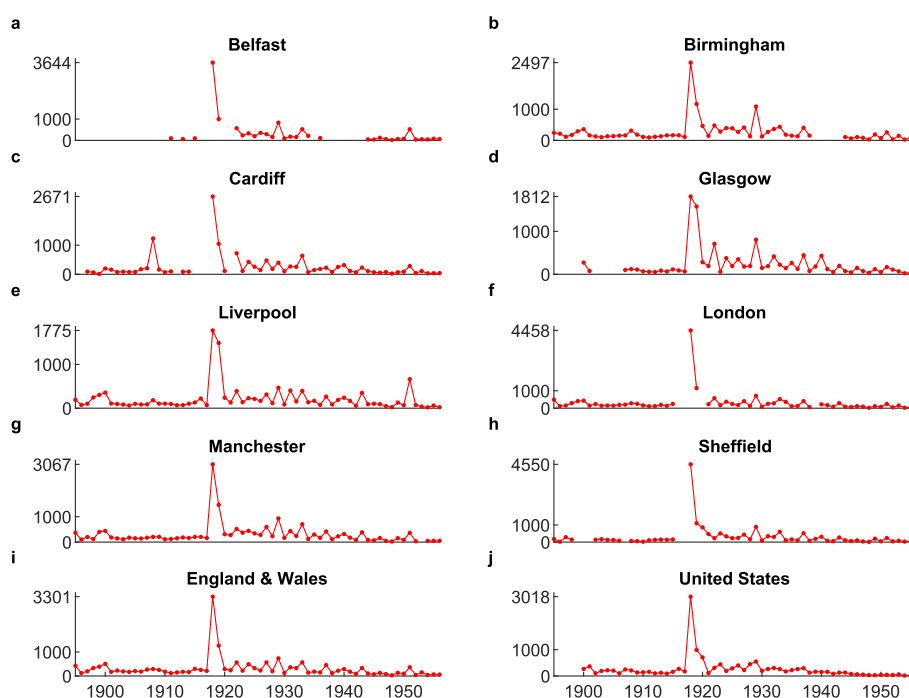 a
Belfast
3644
1000
0
b
Birmingham
2497
1000
0
c
Cardiff
2671
1000
0
d
Glasgow
1812
1000
0
e
Liverpool
1775
1000
0
f
London
4458
1000
0
g
Manchester
3067
1000
0
h
Sheffield
4550
1000
0
i
England & Wales
3301
1000
0
1900 1910 1920 1930 1940 1950
j
United States
3018
1000
0
1900 1910 1920 1930 1940 1950